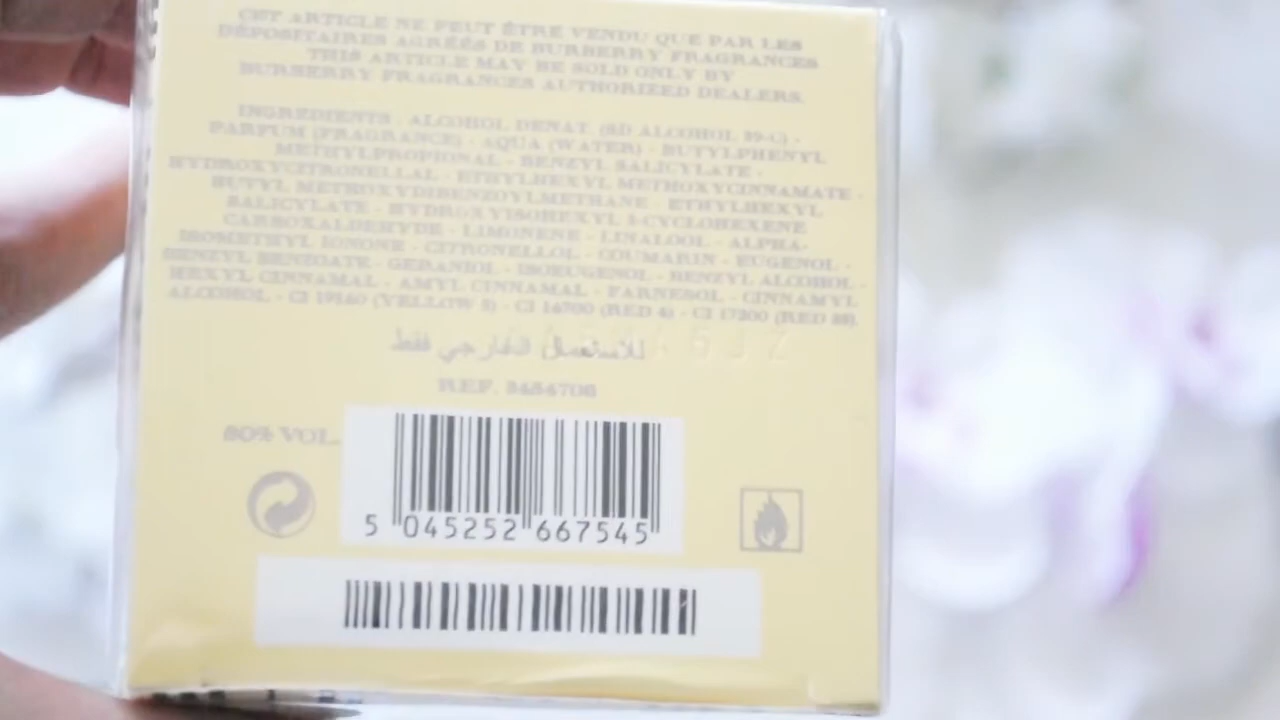 CET ARTICLE NE PEUT ÊTRE VENDU QUE PAR LES
DÉPOSITAIRES AGRÉÉS DE BURBERRY FRAGRANCES
THIS ARTICLE MAY BE SOLD ONLY BY
BURBERRY FRAGRANCES AUTHORIZED DEALERS.
INGREDIENTS : ALCOHOL DENAT. (SD ALCOHOL 39-C) -
PARFUM (FRAGRANCE) - AQUA (WATER) - BUTYLPHENYL
METHYLPROPIONAL - BENZYL SALICYLATE -
HYDROXYCITRONELLAL - ETHYLHEXYL METHOXYCINNAMATE -
BUTYL METHOXYDIBENZOYLMETHANE - ETHYLHEXYL
SALICYLATE - HYDROXYISOHEXYL 3-CYCLOHEXENE
CARBOXALDEHYDE - LIMONENE - LINALOOL - ALPHA-
ISOMETHYL IONONE - CITRONELLOL - COUMARIN - EUGENOL -
BENZYL BENZOATE - GERANIOL - ISOEUGENOL - BENZYL ALCOHOL -
HEXYL CINNAMAL - AMYL CINNAMAL - FARNESOL - CINNAMYL
ALCOHOL - CI 19140 (YELLOW 5) - CI 14700 (RED 4) - CI 17200 (RED 33).
للاستعمال الخارجي فقط
REF.
80% VOL.
5 045252 667545